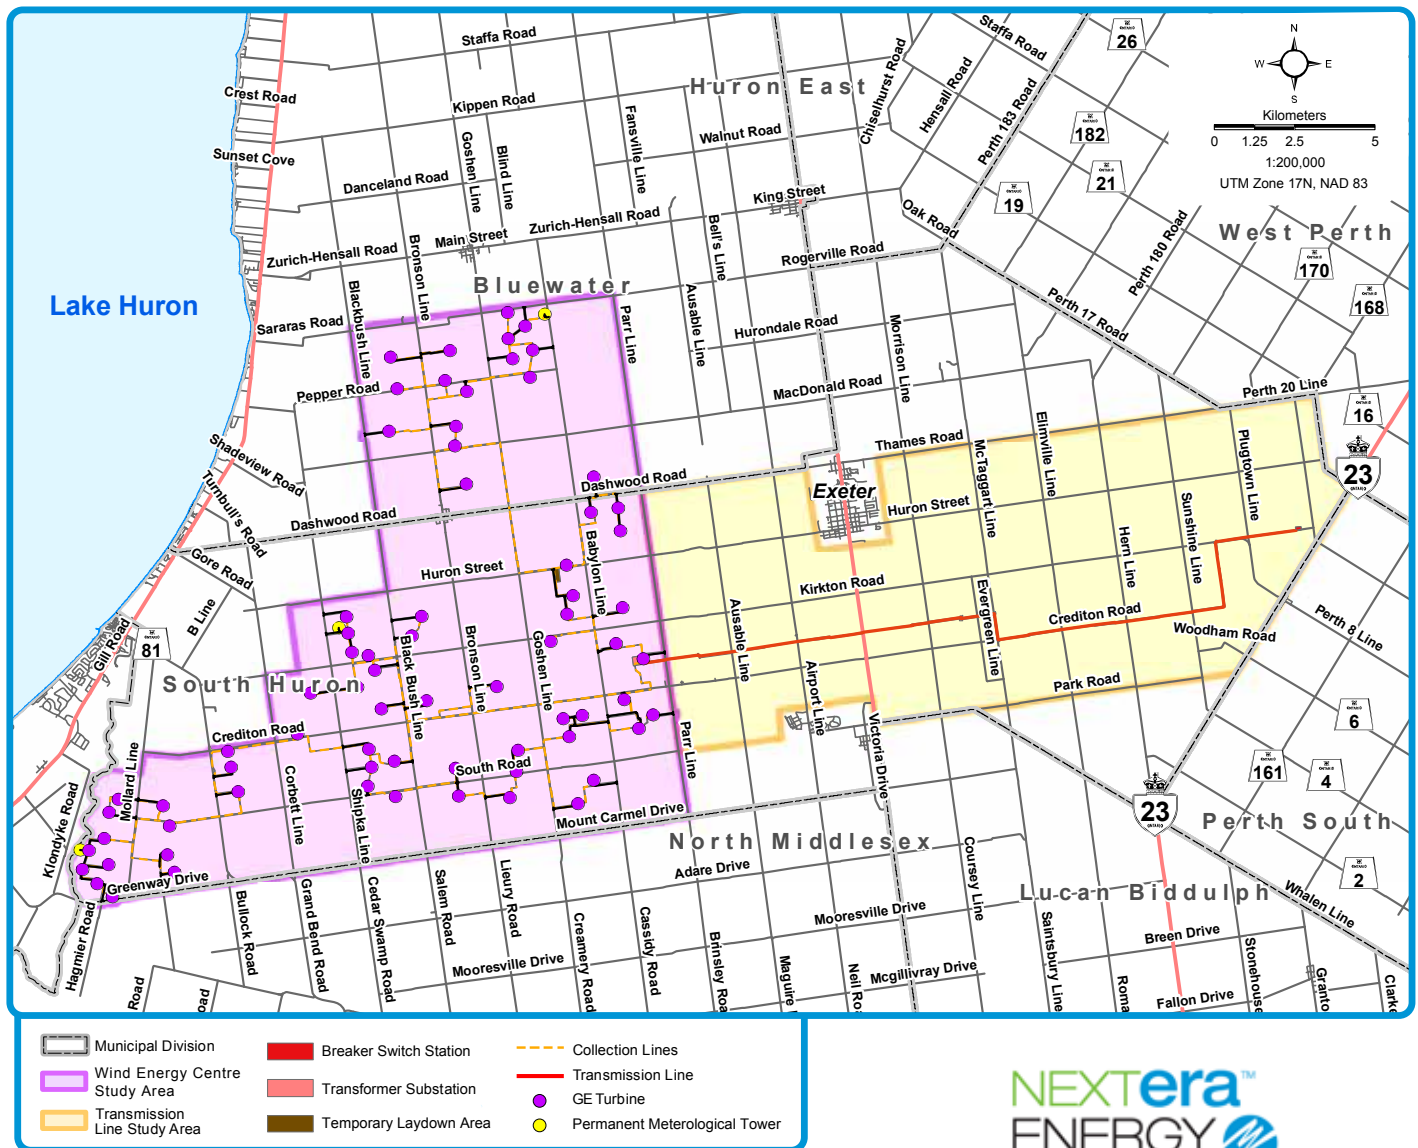 Staffa Road
Staffa Road
26
N
W
E
S
Kilometers
0 1.25 2.5 5
1:200,000
UTM Zone 17N, NAD 83
Huron East
Chiselhurst Road
Hensall Road
Perth 183 Road
182
21
19
Crest Road
Kippen Road
Fansville Line
Walnut Road
Goshen Line
Blind Line
Sunset Cove
Danceland Road
King Street
Oak Road
Zurich-Hensall Road
Main Street
Zurich-Hensall Road
Bronson Line
Bell's Line
Rogerville Road
Perth 180 Road
West Perth
170
168
Lake Huron
Bluewater
Blackbush Line
Sararas Road
Parr Line
Ausable Line
Hurondale Road
Morrison Line
Perth 17 Road
Pepper Road
MacDonald Road
Perth 20 Line
16
23
ONTARIO
Shadeview Road
Turnbull's Road
Thames Road
Elimville Line
McTaggart Line
Plugtown Line
Dashwood Road
Dashwood Road
Exeter
Huron Street
Sunshine Line
Hern Line
Gore Road
Huron Street
Babylon Line
Kirkton Road
B Line
Ausable Line
Evergreen Line
Crediton Road
Woodham Road
Perth 8 Line
Gill Road
81
Black Bush Line
Bronson Line
Goshen Line
Airport Line
Park Road
South Huron
Crediton Road
Parr Line
Victoria Drive
6
161
4
23
ONTARIO
Perth South
Mollard Line
Klondyke Road
Corbett Line
Shipka Line
South Road
Mount Carmel Drive
North Middlesex
Greenway Drive
Adare Drive
Coursey Line
Lucan Biddulph
2
Whalen Line
Hagmier Road
Bullock Road
Grand Bend Road
Cedar Swamp Road
Salem Road
Lieury Road
Creamery Road
Cassidy Road
Mooresville Drive
Mooresville Drive
Brinsley Roa
Maguire
Neil Roa
Mcgillivray Drive
Saintsbury Line
Breen Drive
Roma
Fallon Drive
Stonehouse
Granto
Clarke
Road
oad
Municipal Division
Wind Energy Centre
Study Area
Transmission
Line Study Area
Breaker Switch Station
Transformer Substation
Temporary Laydown Area
Collection Lines
Transmission Line
GE Turbine
Permanent Meterological Tower
NEXTera™
ENERGY